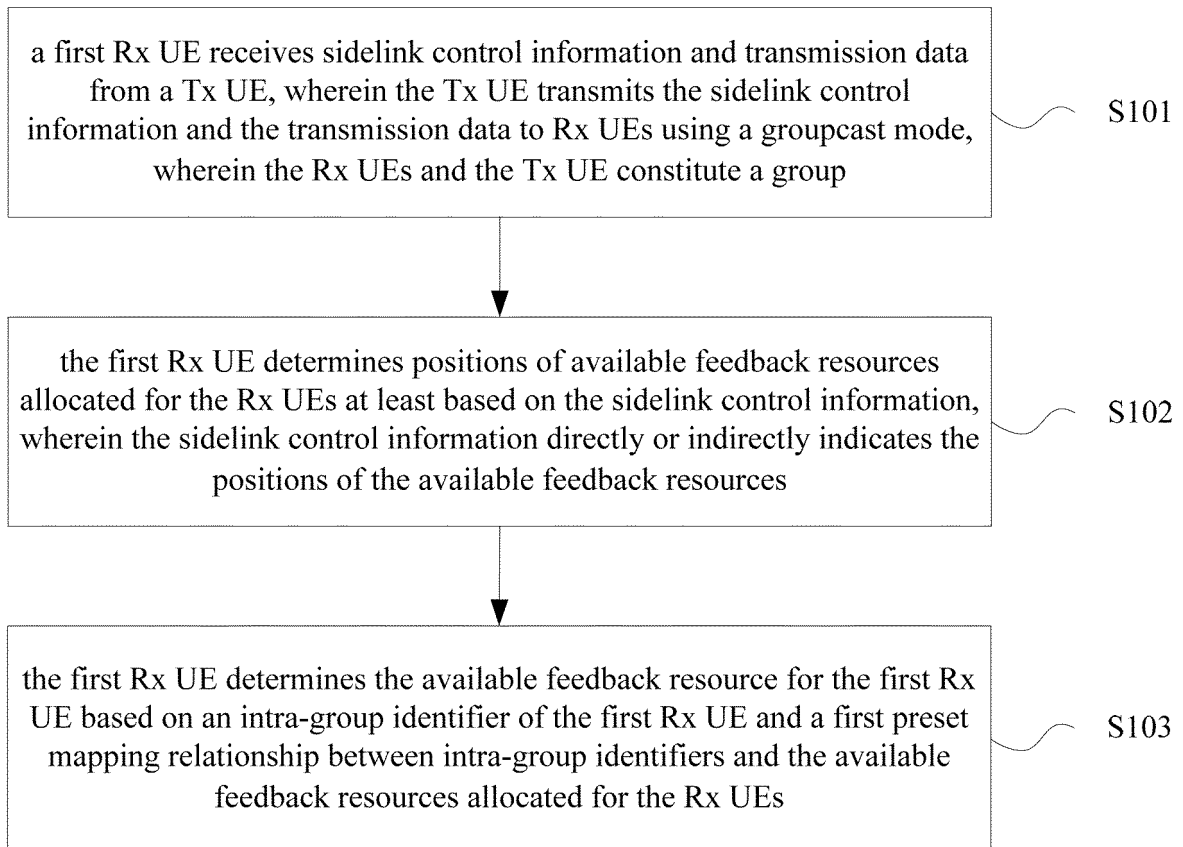 a first Rx UE receives sidelink control information and transmission data
from a Tx UE, wherein the Tx UE transmits the sidelink control
information and the transmission data to Rx UEs using a groupcast mode,
wherein the Rx UEs and the Tx UE constitute a group
S101
the first Rx UE determines positions of available feedback resources
allocated for the Rx UEs at least based on the sidelink control information,
wherein the sidelink control information directly or indirectly indicates the
positions of the available feedback resources
S102
the first Rx UE determines the available feedback resource for the first Rx
UE based on an intra-group identifier of the first Rx UE and a first preset
mapping relationship between intra-group identifiers and the available
feedback resources allocated for the Rx UEs
S103